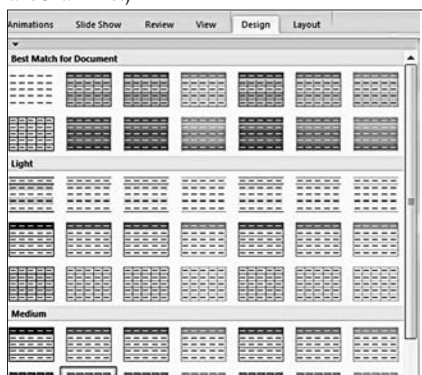 Animations Slide Show Review View Design Layout
Best Match for Document
Light
Medium